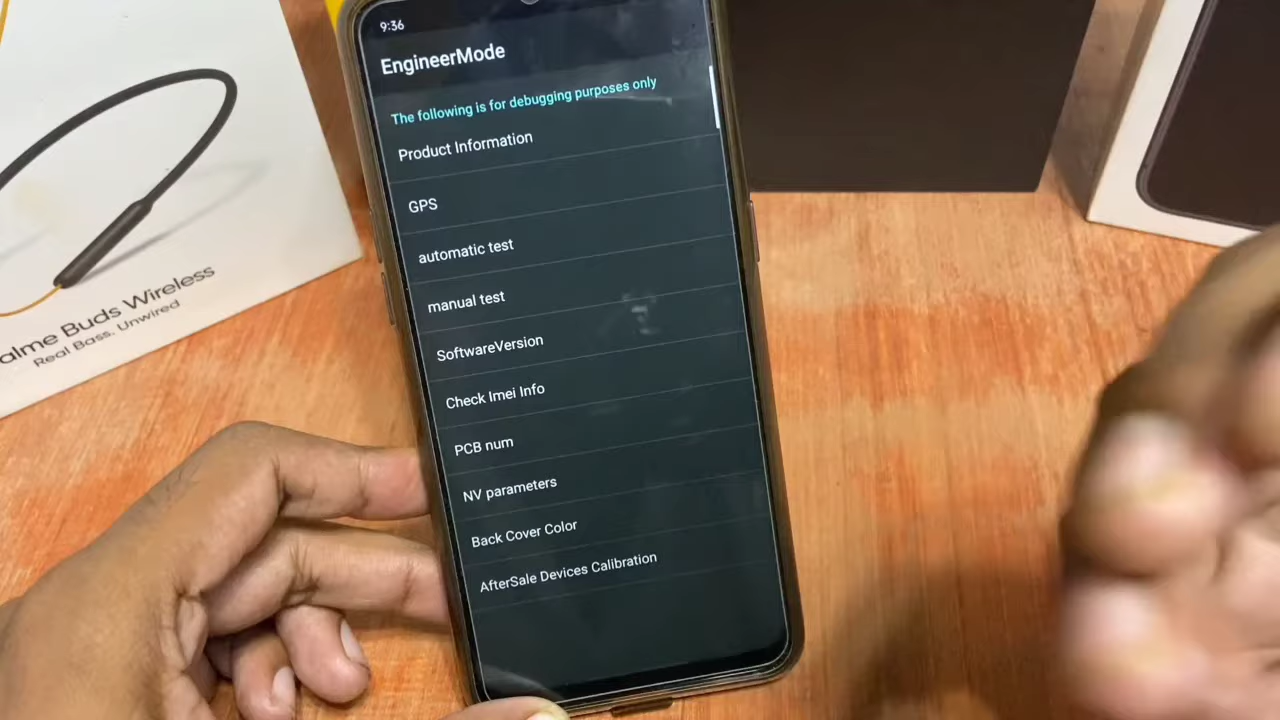 9:36
EngineerMode
The following is for debugging purposes only
Product Information
GPS
automatic test
manual test
SoftwareVersion
Check Imei Info
PCB num
NV parameters
Back Cover Color
AfterSale Devices Calibration
alme Buds Wireless
Real Bass. Unwired